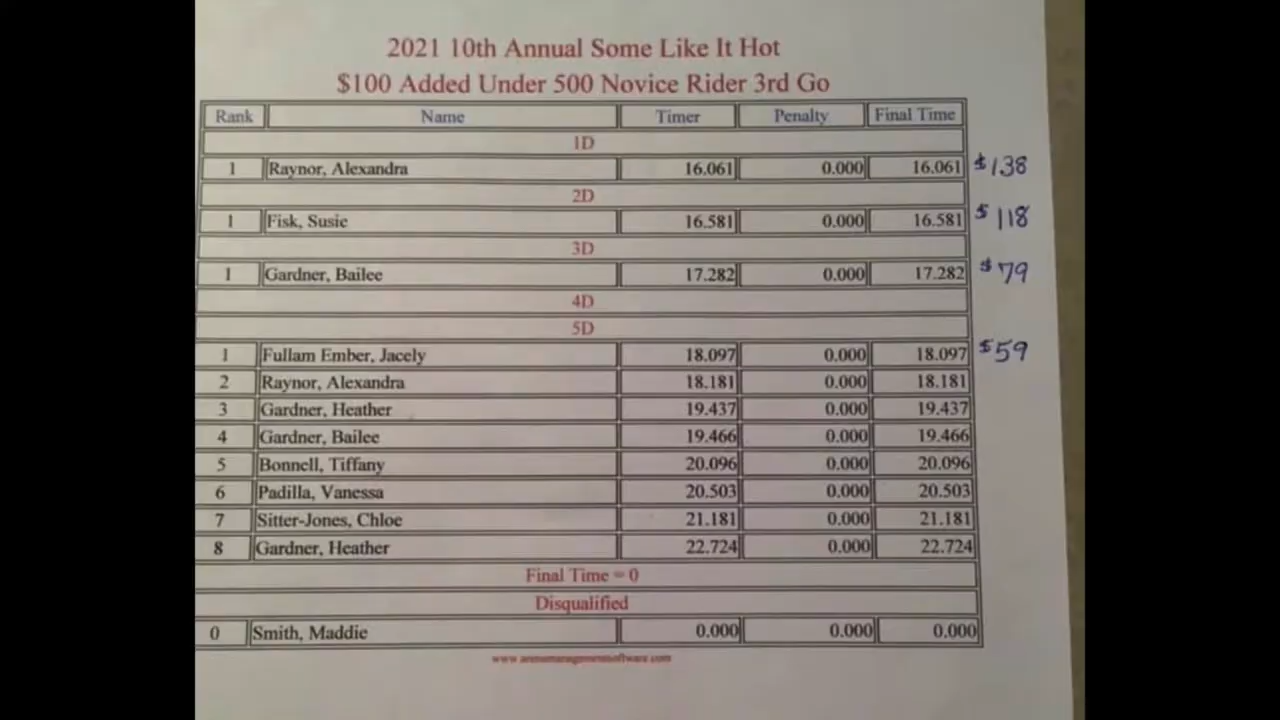 2021 10th Annual Some Like It Hot
$100 Added Under 500 Novice Rider 3rd Go
Rank Name Timer Penalty Final Time
1D
1 Raynor, Alexandra 16.061 0.000 16.061 $138
2D
1 Fisk, Susie 16.581 0.000 16.581 $118
3D
1 Gardner, Bailee 17.282 0.000 17.282 $79
4D
5D
1 Fullam Ember, Jacely 18.097 0.000 18.097 $59
2 Raynor, Alexandra 18.181 0.000 18.181
3 Gardner, Heather 19.437 0.000 19.437
4 Gardner, Bailee 19.466 0.000 19.466
5 Bonnell, Tiffany 20.096 0.000 20.096
6 Padilla, Vanessa 20.503 0.000 20.503
7 Sitter-Jones, Chloe 21.181 0.000 21.181
8 Gardner, Heather 22.724 0.000 22.724
Final Time = 0
Disqualified
0 Smith, Maddie 0.000 0.000 0.000